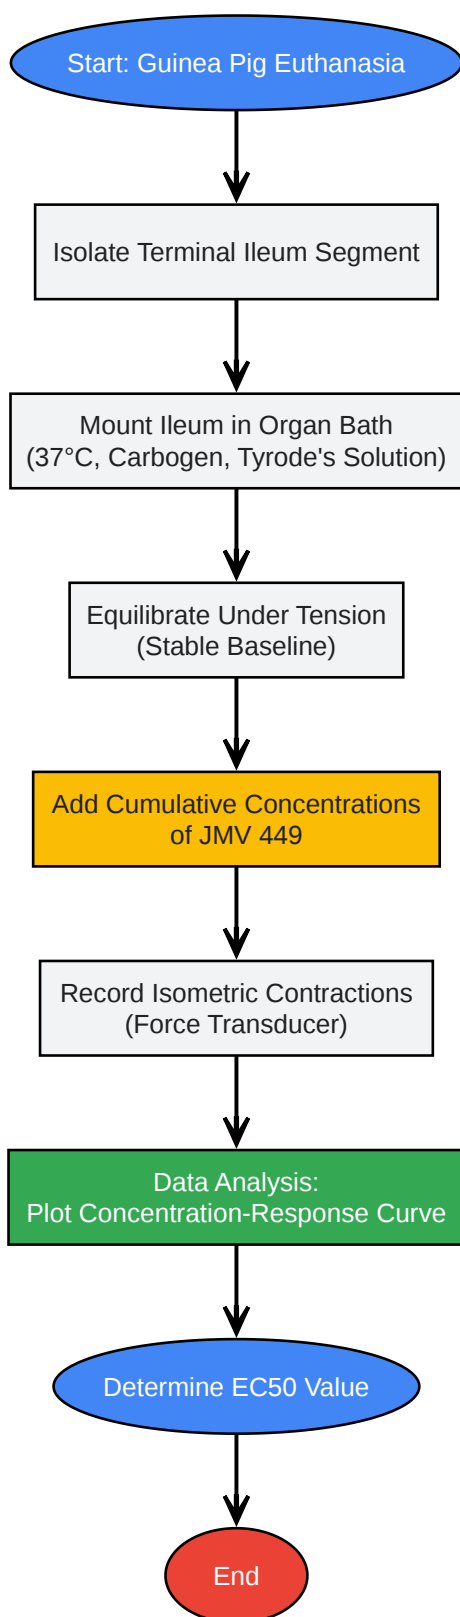 Start: Guinea Pig Euthanasia
Isolate Terminal Ileum Segment
Mount Ileum in Organ Bath
(37°C, Carbogen, Tyrode's Solution)
Equilibrate Under Tension
(Stable Baseline)
Add Cumulative Concentrations
of JMV 449
Record Isometric Contractions
(Force Transducer)
Data Analysis:
Plot Concentration-Response Curve
Determine EC50 Value
End